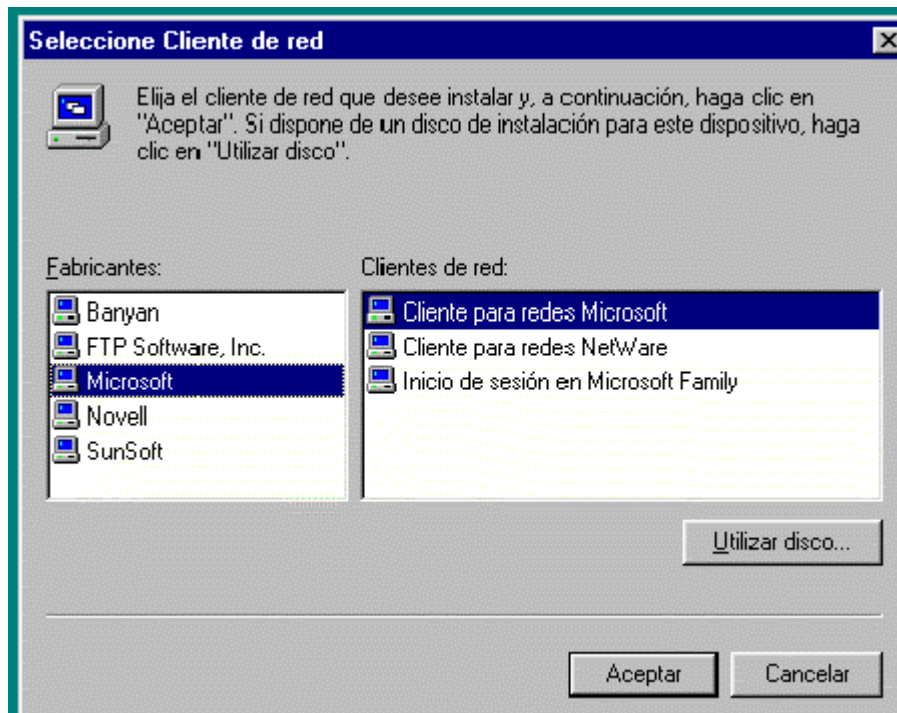 Seleccione Cliente de red
Elija el cliente de red que desee instalar y, a continuación, haga clic en
"Aceptar". Si dispone de un disco de instalación para este dispositivo, haga
clic en "Utilizar disco".
Fabricantes:
Banyan
FTP Software, Inc.
Microsoft
Novell
SunSoft
Clientes de red:
Cliente para redes Microsoft
Cliente para redes NetWare
Inicio de sesión en Microsoft Family
Utilizar disco...
Aceptar
Cancelar